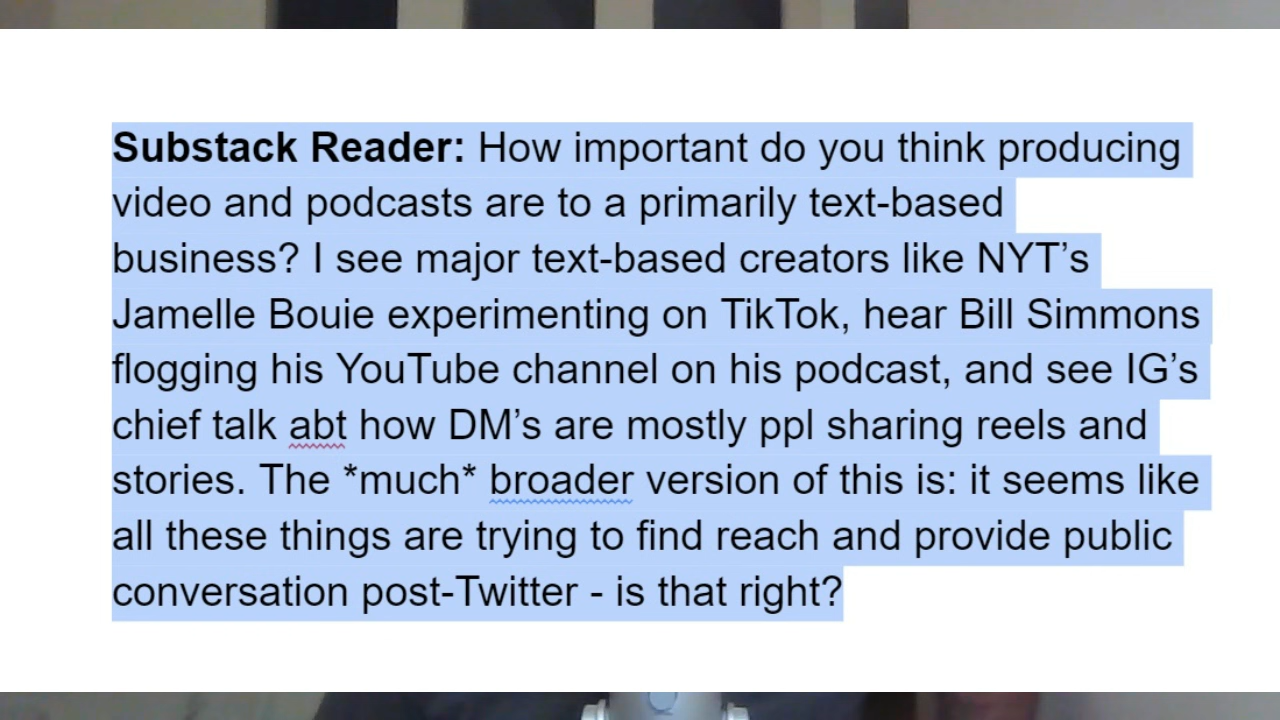 Substack Reader: How important do you think producing
video and podcasts are to a primarily text-based
business? I see major text-based creators like NYT’s
Jamelle Bouie experimenting on TikTok, hear Bill Simmons
flogging his YouTube channel on his podcast, and see IG’s
chief talk abt how DM’s are mostly ppl sharing reels and
stories. The *much* broader version of this is: it seems like
all these things are trying to find reach and provide public
conversation post-Twitter - is that right?